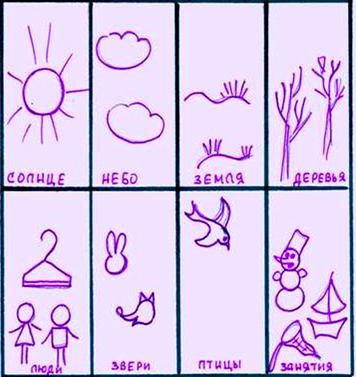 СОЛНЦЕ
НЕБО
ЗЕМЛЯ
ДЕРЕВЬЯ
ЛЮДИ
ЗВЕРИ
ПТИЦЫ
ЗАНЯТИЯ